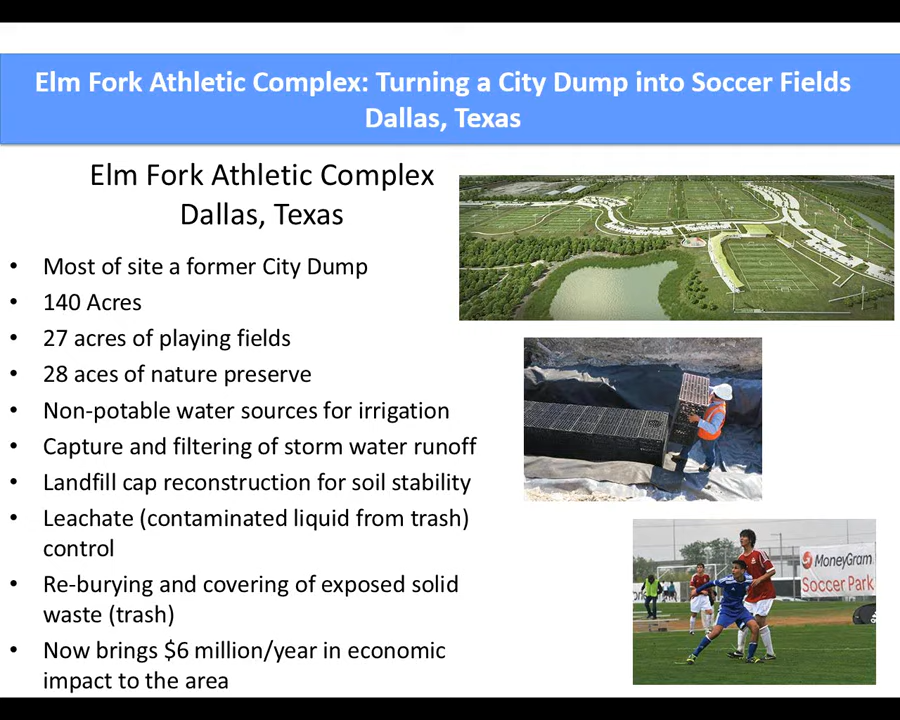 Elm Fork Athletic Complex: Turning a City Dump into Soccer Fields
Dallas, Texas
Elm Fork Athletic Complex
Dallas, Texas
• Most of site a former City Dump
• 140 Acres
• 27 acres of playing fields
• 28 aces of nature preserve
• Non-potable water sources for irrigation
• Capture and filtering of storm water runoff
• Landfill cap reconstruction for soil stability
• Leachate (contaminated liquid from trash)
control
• Re-burying and covering of exposed solid
waste (trash)
• Now brings $6 million/year in economic
impact to the area
MoneyGram
Soccer Park